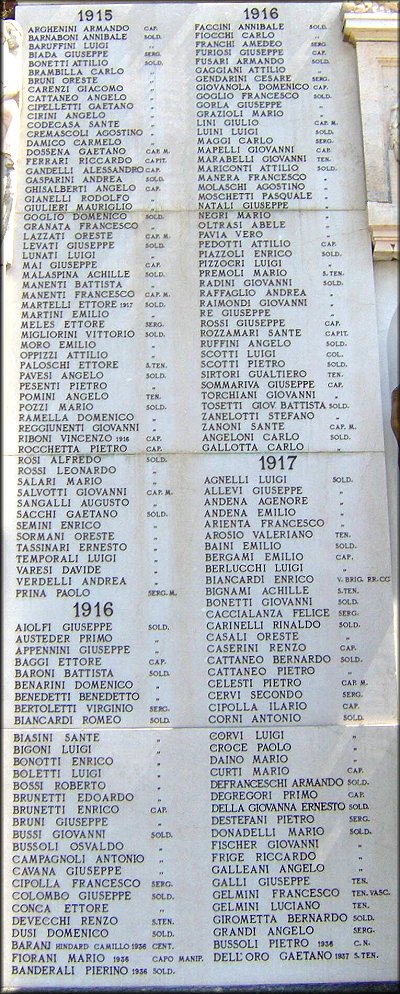 1915
ARGHENINI ARMANDO CAP.
BARNABONI ANNIBALE SOLD.
BARUFFINI LUIGI "
BIADA GIUSEPPE SERG.
BONETTI ATTILIO SOLD.
BRAMBILLA CARLO "
BRUNI ORESTE "
CARENZI GIACOMO "
CATTANEO ANGELO "
CIPELLETTI GAETANO "
CIRINI ANGELO "
CODECASA SANTE "
CREMASCOLI AGOSTINO "
DAMICO CARMELO "
DOSSENA GAETANO CAP. M.
FERRARI RICCARDO CAPIT.
GANDELLI ALESSANDRO CAP.
GASPARINI ANDREA SOLD.
GHISALBERTI ANGELO CAP.
GIANELLI RODOLFO "
GIULIERI MAURIGLIO "
GOGLIO DOMENICO SOLD.
GRANATA FRANCESCO "
LAZZATI ORESTE CAP. M.
LEVATI GIUSEPPE SOLD.
LUNATI LUIGI "
MAI GIUSEPPE CAP.
MALASPINA ACHILLE SOLD.
MANENTI BATTISTA "
MANENTI FRANCESCO CAP. M.
MARTELLI ETTORE 1917 SOLD.
MARTINI EMILIO "
MELES ETTORE SERG.
MIGLIORINI VITTORIO SOLD.
MORO EMILIO "
OPPIZZI ATTILIO "
PALOSCHI ETTORE S.TEN.
PAVESI ANGELO SOLD.
PESENTI PIETRO "
POMINI ANGELO TEN.
POZZI MARIO SOLD.
RAMELLA DOMENICO "
REGGIUNENTI GIOVANNI "
RIBONI VINCENZO 1916 CAP.
ROCCHETTA PIETRO CAP.
ROSI ALFREDO SOLD.
ROSSI LEONARDO "
SALARI MARIO "
SALVOTTI GIOVANNI CAP. M.
SANGALLI AUGUSTO "
SACCHI GAETANO SOLD.
SEMINI ENRICO "
SORMANI ORESTE "
TASSINARI ERNESTO "
TEMPORALI LUIGI "
VARESI DAVIDE "
VERDELLI ANDREA "
PRINA PAOLO SERG. M.
1916
AIOLFI GIUSEPPE SOLD.
AUSTEDER PRIMO "
APPENNINI GIUSEPPE "
BAGGI ETTORE CAP.
BARONI BATTISTA SOLD.
BENARINI DOMENICO "
BENEDETTI BENEDETTO "
BERTOLETTI VIRGINIO SERG.
BIANCARDI ROMEO SOLD.
BIASINI SANTE "
BIGONI LUIGI "
BONOTTI ENRICO "
BOLETTI LUIGI "
BOSSI ROBERTO "
BRUNETTI EDOARDO "
BRUNETTI ENRICO CAP.
BRUNI GIUSEPPE "
BUSSI GIOVANNI SOLD.
BUSSOLI OSVALDO "
CAMPAGNOLI ANTONIO "
CAVANA GIUSEPPE "
CIPOLLA FRANCESCO SERG.
COLOMBO GIUSEPPE SOLD.
CONCA ETTORE "
DEVECCHI RENZO S.TEN.
DUSI DOMENICO SOLD.
BARANI HINDARD CAMILLO 1936 CENT.
FIORANI MARIO 1936 CAPO MANIP.
BANDERALI PIERINO 1936 SOLD.
1916
FACCINI ANNIBALE SOLD.
FIOCCHI CARLO "
FRANCHI AMEDEO SERG.
FURIOSI GIUSEPPE CAP.
FUSARI ARMANDO SOLD.
GAGGIANI ATTILIO "
GENDARINI CESARE SERG.
GIOVANOLA DOMENICO CAP.
GOGLIO FRANCESCO SOLD.
GORLA GIUSEPPE "
GRAZIOLI MARIO "
LINI GIULIO CAP. M.
LUINI LUIGI SOLD.
MAGGI CARLO SERG.
MAPELLI GIOVANNI CAP.
MARABELLI GIOVANNI TEN.
MARICONTI ATTILIO SOLD.
MANERA FRANCESCO "
MOLASCHI AGOSTINO "
MOSCHETTI PASQUALE "
NATALI GIUSEPPE "
NEGRI MARIO "
OLTRASI ABELE "
PAVIA VERO "
PEDOTTI ATTILIO CAP.
PIAZZOLI ENRICO SOLD.
PIZZOCRI LUIGI "
PREMOLI MARIO S.TEN.
RADINI GIOVANNI SOLD.
RAFFAGLIO ANDREA "
RAIMONDI GIOVANNI "
RE GIUSEPPE "
ROSSI GIUSEPPE CAP.
ROZZAMARI SANTE CAPIT.
RUFFINI ANGELO SOLD.
SCOTTI LUIGI COL.
SCOTTI PIETRO SOLD.
SIRTORI GUALTIERO TEN.
SOMMARIVA GIUSEPPE CAP.
TORCHIANI GIOVANNI "
TOSETTI GIOV. BATTISTA SOLD.
ZANELOTTI STEFANO "
ZANONI SANTE CAP. M.
ANGELONI CARLO SOLD.
GALLOTTA CARLO "
1917
AGNELLI LUIGI SOLD.
ALLEVI GIUSEPPE "
ANDENA AGENORE "
ANDENA EMILIO "
ARIENTA FRANCESCO "
AROSIO VALERIANO TEN.
BAINI EMILIO SOLD.
BERGAMI EMILIO CAP.
BERLUCCHI LUIGI "
BIANCARDI ENRICO V. BRIG. RR.CC
BIGNAMI ACHILLE S.TEN.
BONETTI GIOVANNI SOLD.
CACCIALANZA FELICE SERG.
CARINELLI RINALDO SOLD.
CASALI ORESTE "
CASERINI RENZO CAP.
CATTANEO BERNARDO SOLD.
CATTANEO PIETRO "
CELESTI PIETRO CAP. M.
CERVI SECONDO SERG.
CIPOLLA ILARIO CAP.
CORNI ANTONIO SOLD.
CORVI LUIGI "
CROCE PAOLO "
DAINO MARIO "
CURTI MARIO CAP.
DEFRANCESCHI ARMANDO SOLD.
DEGREGORI PRIMO CAP.
DELLA GIOVANNA ERNESTO SOLD.
DESTEFANI PIETRO SERG.
DONADELLI MARIO SOLD.
FISCHER GIOVANNI "
FRIGE RICCARDO "
GALLEANI ANGELO "
GALLI GIUSEPPE TEN.
GELMINI FRANCESCO TEN. VASC.
GELMINI LUCIANO TEN.
GIROMETTA BERNARDO SOLD.
GRANDI ANGELO SERG.
BUSSOLI PIETRO 1936 C. N.
DELL'ORO GAETANO 1937 S.TEN.